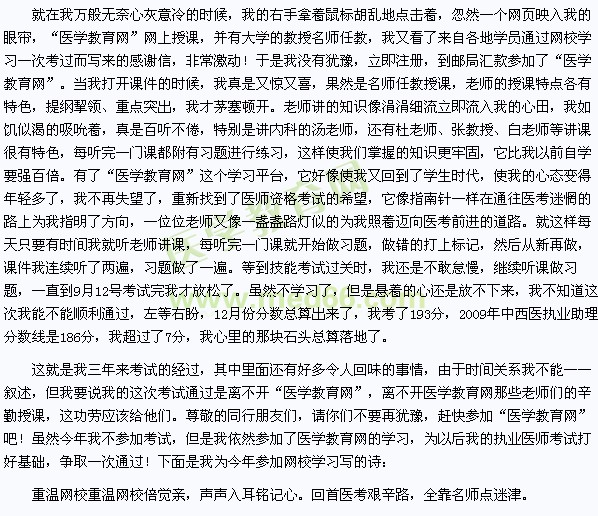 就在我万般无奈心灰意冷的时候，我的右手拿着鼠标胡乱地点击着，忽然一个网页映入我的
眼帘，“医学教育网”网上授课，并有大学的教授名师任教，我又看了来自各地学员通过网校学
习一次考过而写来的感谢信，非常激动！于是我没有犹豫，立即注册，到邮局汇款参加了“医学
教育网”。当我打开课件的时候，我真是又惊又喜，果然是名师任教授课，老师的授课特点各有
特色，提纲挈领、重点突出，我才茅塞顿开。老师讲的知识像涓涓细流立即流入我的心田，我如
饥似渴的吸吮着，真是百听不倦，特别是讲内科的汤老师，还有杜老师、张教授、白老师等讲课
很有特色，每听完一门课都附有习题进行练习，这样使我们掌握的知识更牢固，它比我以前自学
要强百倍。有了“医学教育网”这个学习平台，它好像使我又回到了学生时代，使我的心态变得
年轻多了，我不再失望了，重新找到了医师资格考试的希望，它像指南针一样在通往医考迷惘的
路上为我指明了方向，一位位老师又像一盏盏路灯似的为我照着迈向医考前进的道路。就这样每
天只要有时间我就听老师讲课，每听完一门课就开始做习题，做错的打上标记，然后从新再做，
课件我连续听了两遍，习题做了一遍。等到技能考试过关时，我还是不敢怠慢，继续听课做习
题，一直到9月12号考试完我才放松了。虽然不学习了，但是悬着的心还是放不下来，我不知道这
次我能不能顺利通过，左等右盼，12月份分数总算出来了，我考了193分，2009年中西医执业助理
分数线是186分，我超过了7分，我心里的那块石头总算落地了。
这就是我三年来考试的经过，其中里面还有好多令人回味的事情，由于时间关系我不能一一
叙述，但我要说我的这次考试通过是离不开“医学教育网”，离不开医学教育网那些老师们的辛
勤授课，这功劳应该给他们。尊敬的同行朋友们，请你们不要再犹豫，赶快参加“医学教育网”
吧！虽然今年我不参加考试，但是我依然参加了医学教育网的学习，为以后我的执业医师考试打
好基础，争取一次通过！下面是我为今年参加网校学习写的诗：
重温网校重温网校倍觉亲，声声入耳铭记心。回首医考艰辛路，全靠名师点迷津。
医学教育网
www.med66.com